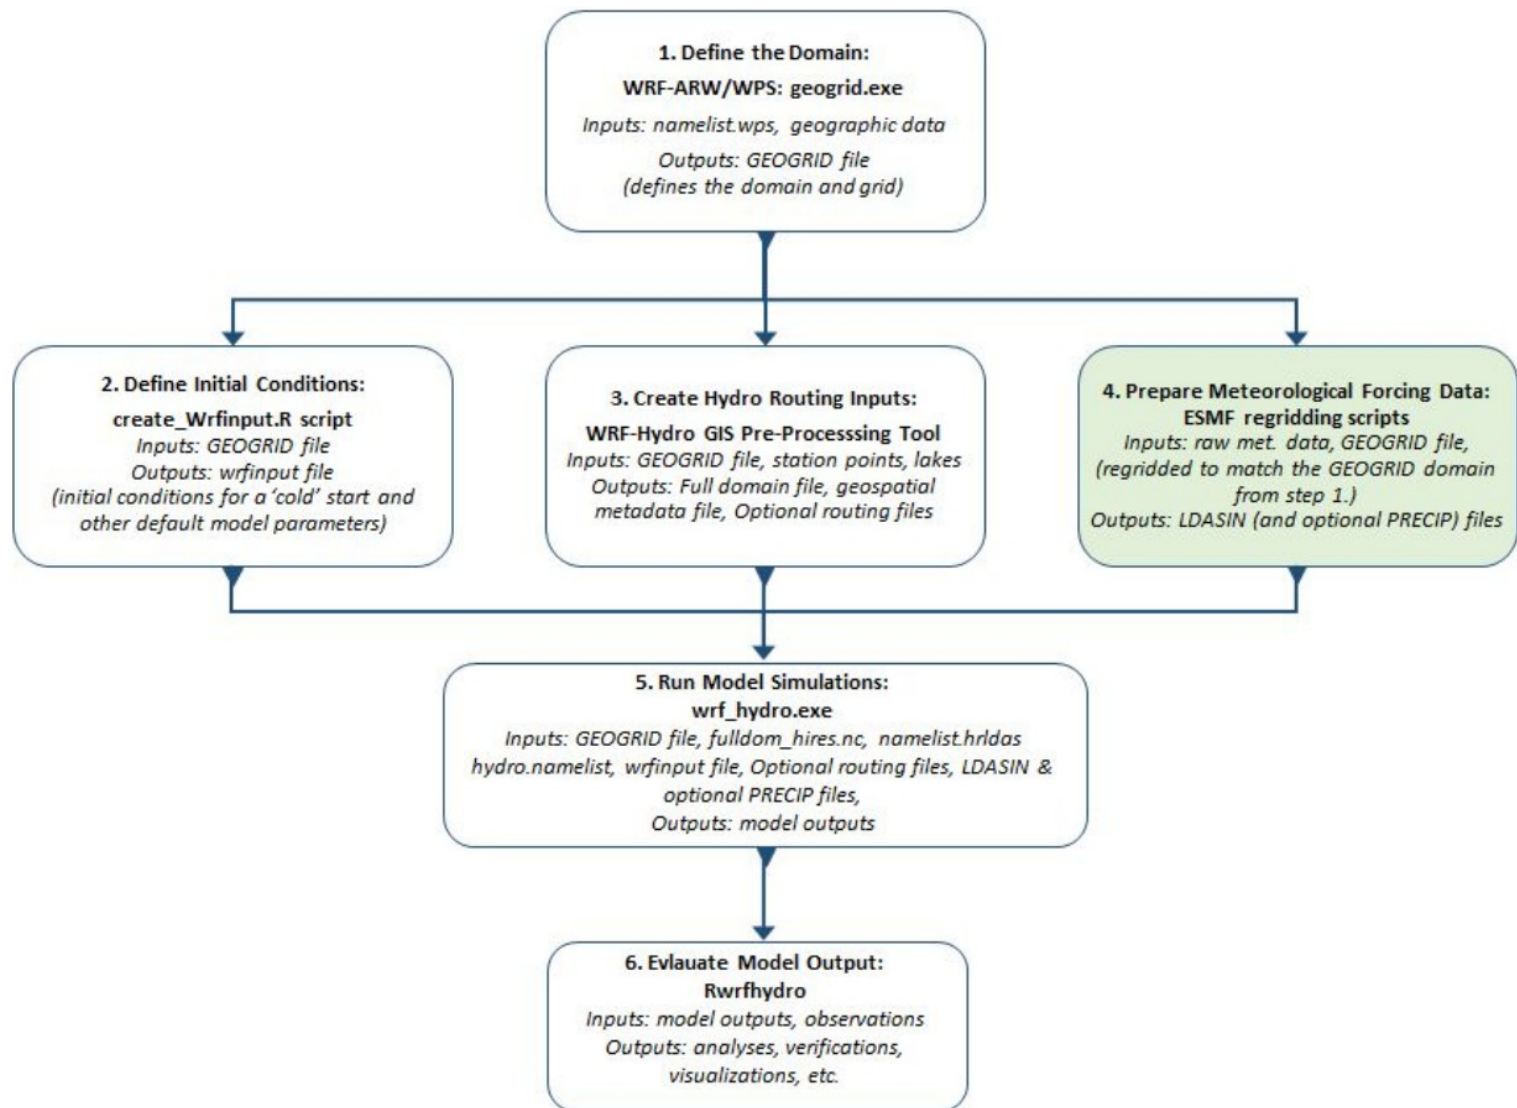 1. Define the Domain:
WRF-ARW/WPS: geogrid.exe
Inputs: namelist.wps, geographic data
Outputs: GEOGRID file
(defines the domain and grid)
2. Define Initial Conditions:
create_Wrfinput.R script
Inputs: GEOGRID file
Outputs: wrfinput file
(initial conditions for a ‘cold’ start and
other default model parameters)
3. Create Hydro Routing Inputs:
WRF-Hydro GIS Pre-Processsing Tool
Inputs: GEOGRID file, station points, lakes
Outputs: Full domain file, geospatial
metadata file, Optional routing files
4. Prepare Meteorological Forcing Data:
ESMF regridding scripts
Inputs: raw met. data, GEOGRID file,
(regridded to match the GEOGRID domain
from step 1.)
Outputs: LDASIN (and optional PRECIP) files
5. Run Model Simulations:
wrf_hydro.exe
Inputs: GEOGRID file, fulldom_hires.nc, namelist.hrldas
hydro.namelist, wrfinput file, Optional routing files, LDASIN &
optional PRECIP files,
Outputs: model outputs
6. Evlauate Model Output:
Rwrfhydro
Inputs: model outputs, observations
Outputs: analyses, verifications,
visualizations, etc.